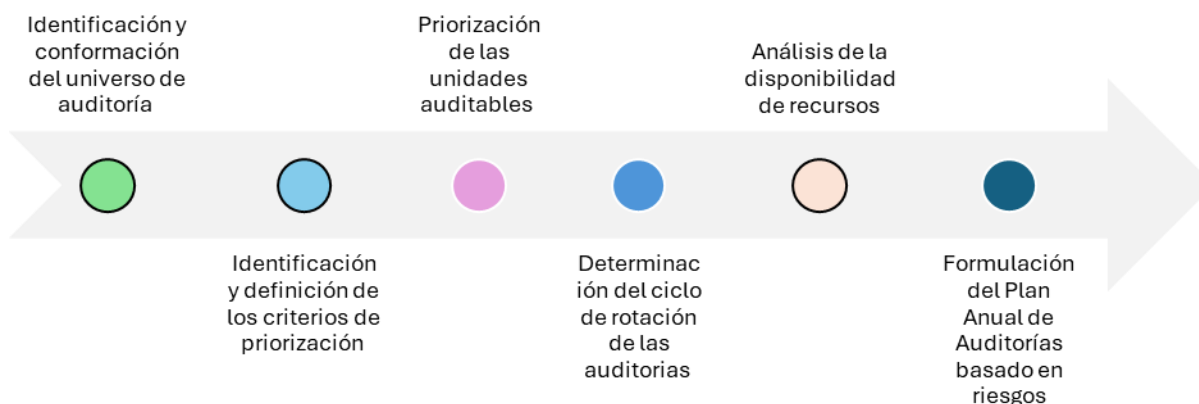 Identificación y
conformación
del universo de
auditoría
Identificación
y definición de
los criterios de
priorización
Priorización
de las
unidades
auditables
Determinac
ión del ciclo
de rotación
de las
auditorias
Análisis de la
disponibilidad
de recursos
Formulación
del Plan
Anual de
Auditorías
basado en
riesgos